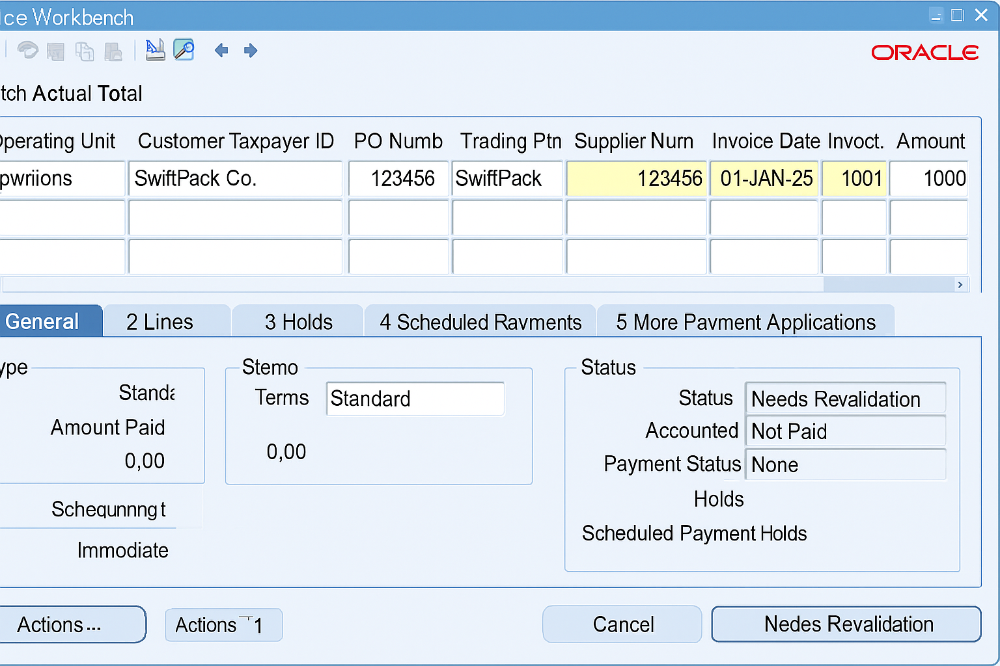 ice Workbench
ORACLE
tch Actual Total
Operating Unit Customer Taxpayer ID PO Numb Trading Ptn Supplier Nurn Invoice Date Invoct. Amount
pwriions SwiftPack Co. 123456 SwiftPack 123456 01-JAN-25 1001 1000
General 2 Lines 3 Holds 4 Scheduled Ravments 5 More Pavment Applications
ype
Standa
Amount Paid
0,00
Schequnnng t
Immodiate
Stemo
Terms Standard
0,00
Status
Status Needs Revalidation
Accounted Not Paid
Payment Status None
Holds
Scheduled Payment Holds
Actions ... Actions 1 Cancel Nedes Revalidation